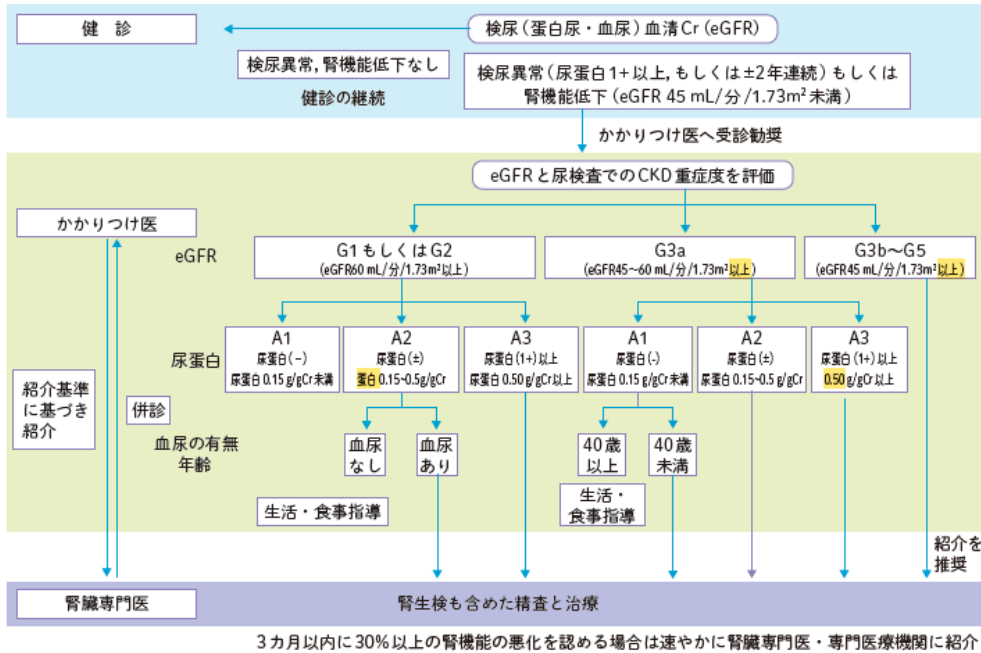 健 診
検尿（蛋白尿・血尿）血清Cr（eGFR）
検尿異常，腎機能低下なし
健診の継続
検尿異常（尿蛋白1+以上，もしくは±2年連続）もしくは
腎機能低下（eGFR 45 mL/分/1.73m²未満）
かかりつけ医へ受診勧奨
eGFRと尿検査でのCKD重症度を評価
かかりつけ医
eGFR
G1もしくはG2
（eGFR60 mL/分/1.73m²以上）
G3a
（eGFR45～60 mL/分/1.73m²以上）
G3b～G5
（eGFR45 mL/分/1.73m²以上）
尿蛋白
A1
尿蛋白（－）
尿蛋白 0.15 g/gCr未満
A2
尿蛋白（±）
蛋白 0.15~0.5g/gCr
A3
尿蛋白（1+）以上
尿蛋白 0.50 g/gCr以上
A1
尿蛋白（-）
尿蛋白 0.15 g/gCr未満
A2
尿蛋白（±）
尿蛋白 0.15~0.5 g/gCr
A3
尿蛋白（1+）以上
0.50 g/gCr以上
紹介基準
に基づき
紹介
併診
血尿の有無
年齢
血尿
なし
血尿
あり
40歳
以上
40歳
未満
生活・食事指導
生活・
食事指導
紹介を
推奨
腎臓専門医
腎生検も含めた精査と治療
3カ月以内に30％以上の腎機能の悪化を認める場合は速やかに腎臓専門医・専門医療機関に紹介